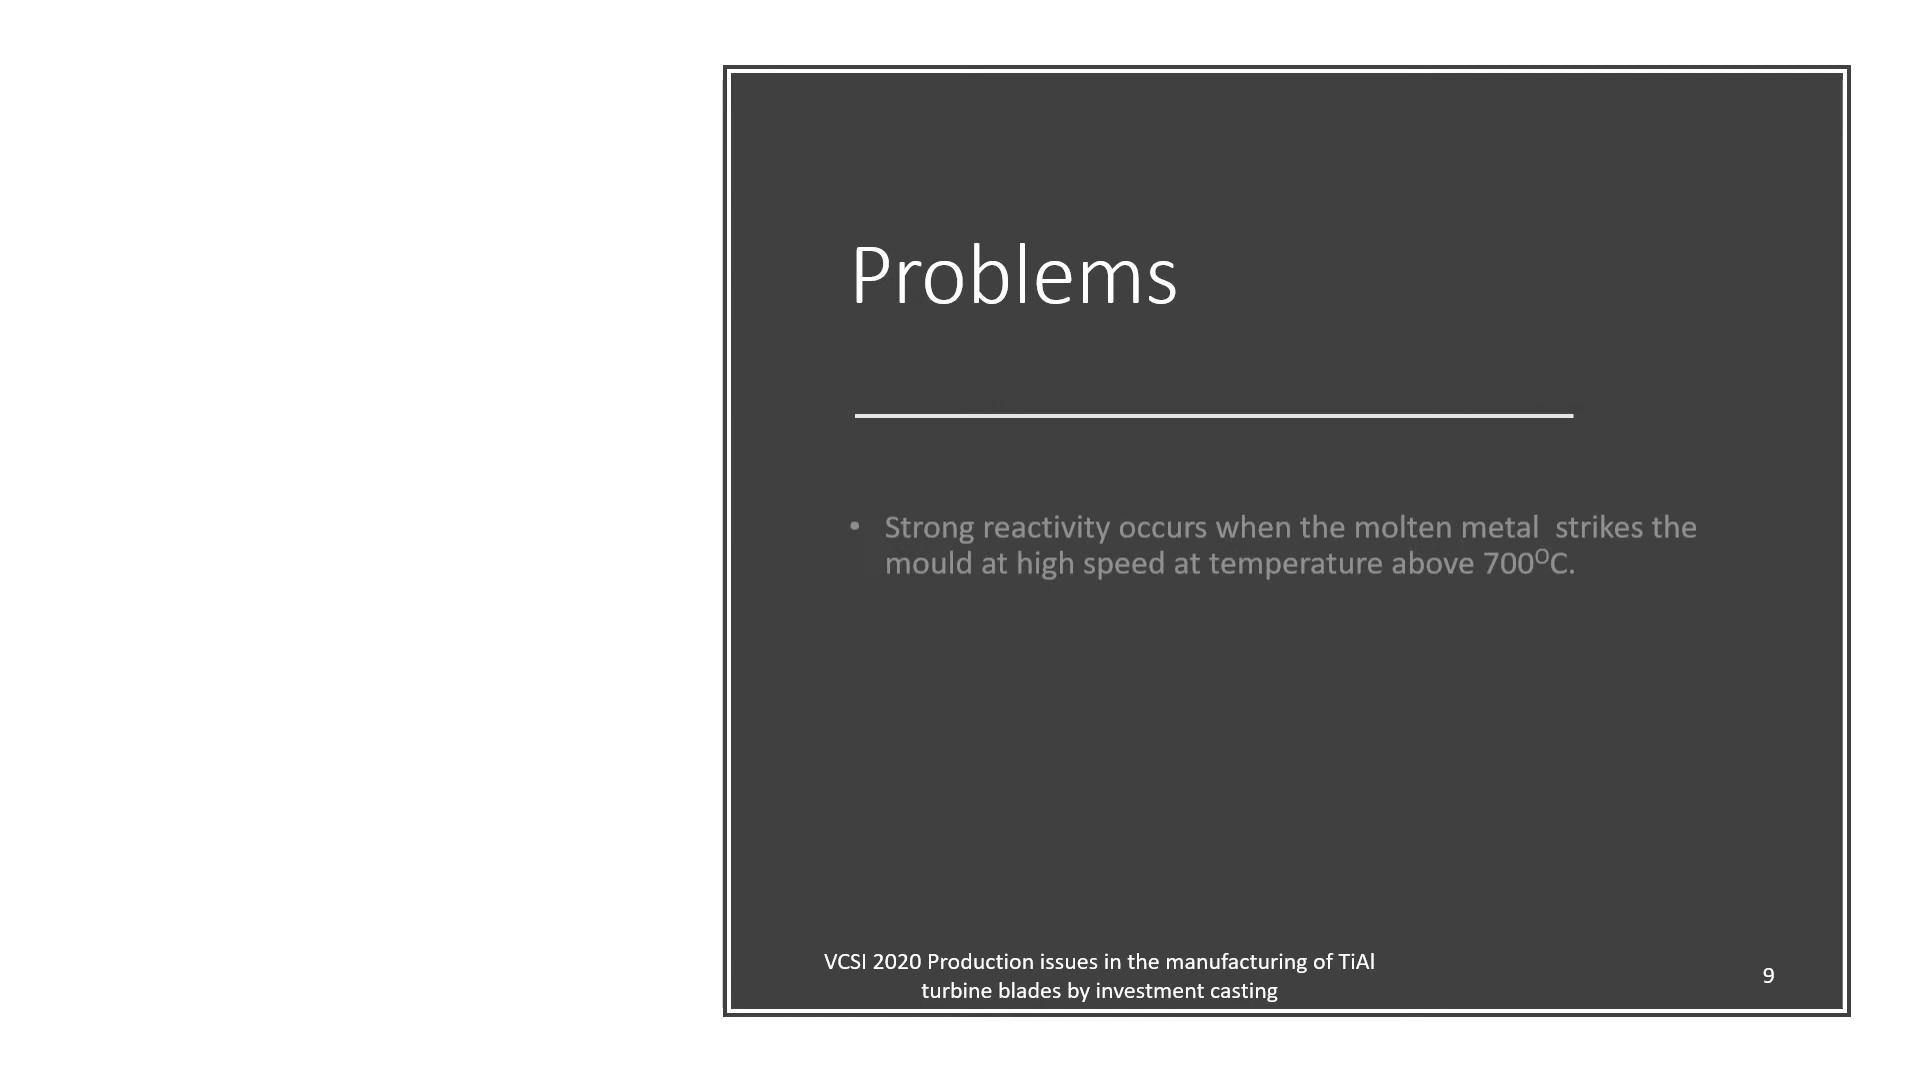 Problems
• Strong reactivity occurs when the molten metal  strikes the
mould at high speed at temperature above 700ᴼC.
VCSI 2020 Production issues in the manufacturing of TiAl
turbine blades by investment casting
9